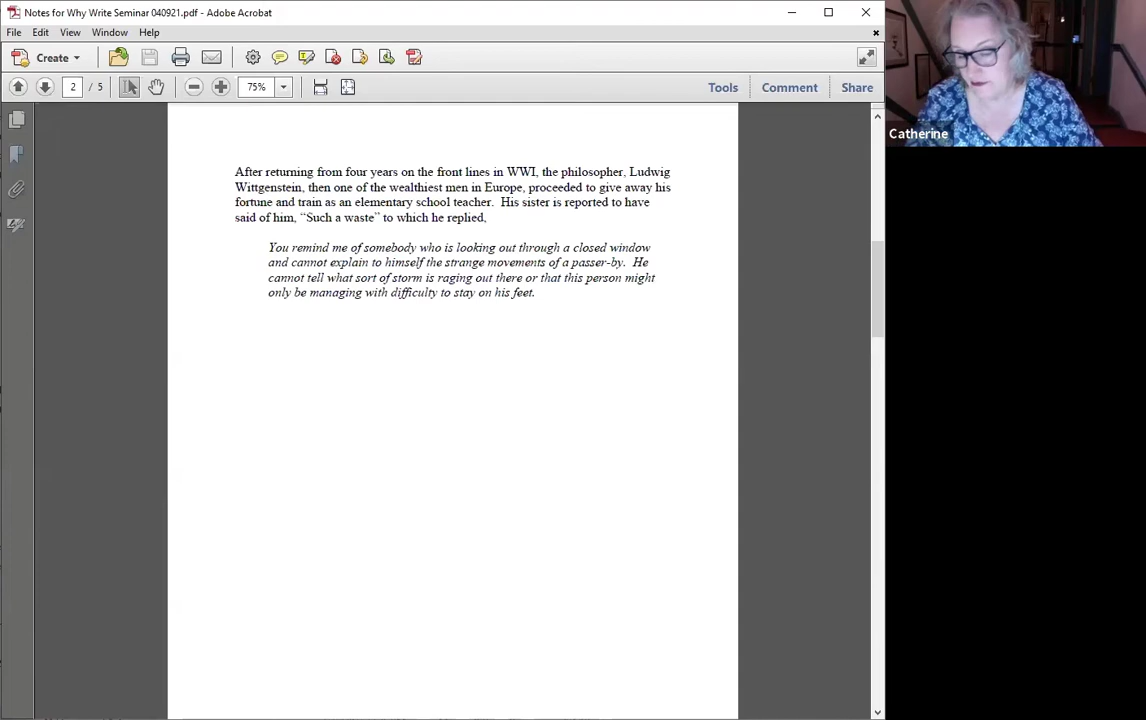 Notes for Why Write Seminar 040921.pdf - Adobe Acrobat
File Edit View Window Help
Create
2 / 5 75% Tools Comment Share
Catherine
After returning from four years on the front lines in WWI, the philosopher, Ludwig
Wittgenstein, then one of the wealthiest men in Europe, proceeded to give away his
fortune and train as an elementary school teacher. His sister is reported to have
said of him, “Such a waste” to which he replied,
You remind me of somebody who is looking out through a closed window
and cannot explain to himself the strange movements of a passer-by. He
cannot tell what sort of storm is raging out there or that this person might
only be managing with difficulty to stay on his feet.